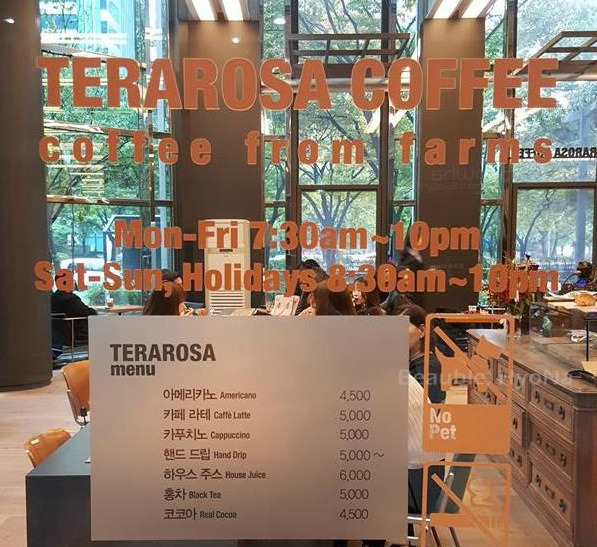 TERAROSA COFFEE
coffee from farms
Mon-Fri 7:30am~10pm
Sat-Sun, Holidays 8:30am~10pm
TERAROSA
menu
아메리카노 Americano 4,500
카페 라테 Caffè Latte 5,000
카푸치노 Cappuccino 5,000
핸드 드립 Hand Drip 5,000~
하우스 주스 House Juice 6,000
홍차 Black Tea 5,000
코코아 Real Cocoa 4,500
No
Pet